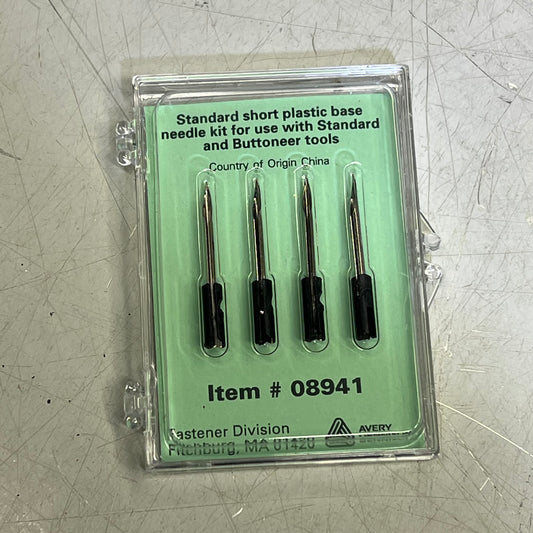 Standard short plastic base
needle kit for use with Standard
and Buttoneer tools
Country of Origin China
Item # 08941
Fastener Division
Fitchburg, MA 01420
AVERY